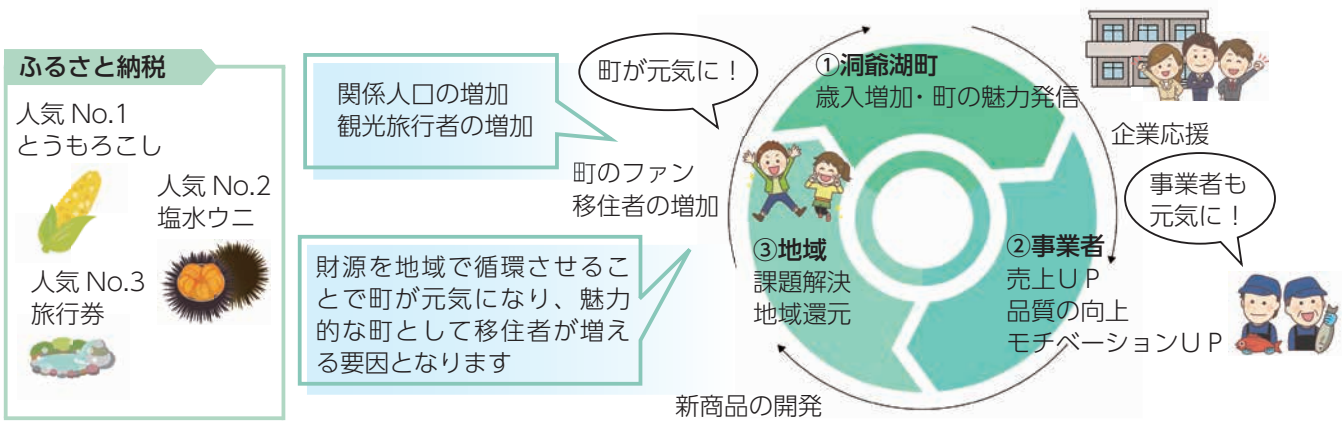 ふるさと納税
人気 No.1
とうもろこし
人気 No.2
塩水ウニ
人気 No.3
旅行券
関係人口の増加
観光旅行者の増加
財源を地域で循環させるこ
とで町が元気になり、魅力
的な町として移住者が増え
る要因となります
町が元気に！
町のファン
移住者の増加
①洞爺湖町
歳入増加・町の魅力発信
企業応援
事業者も
元気に！
②事業者
売上UP
品質の向上
モチベーションUP
③地域
課題解決
地域還元
新商品の開発